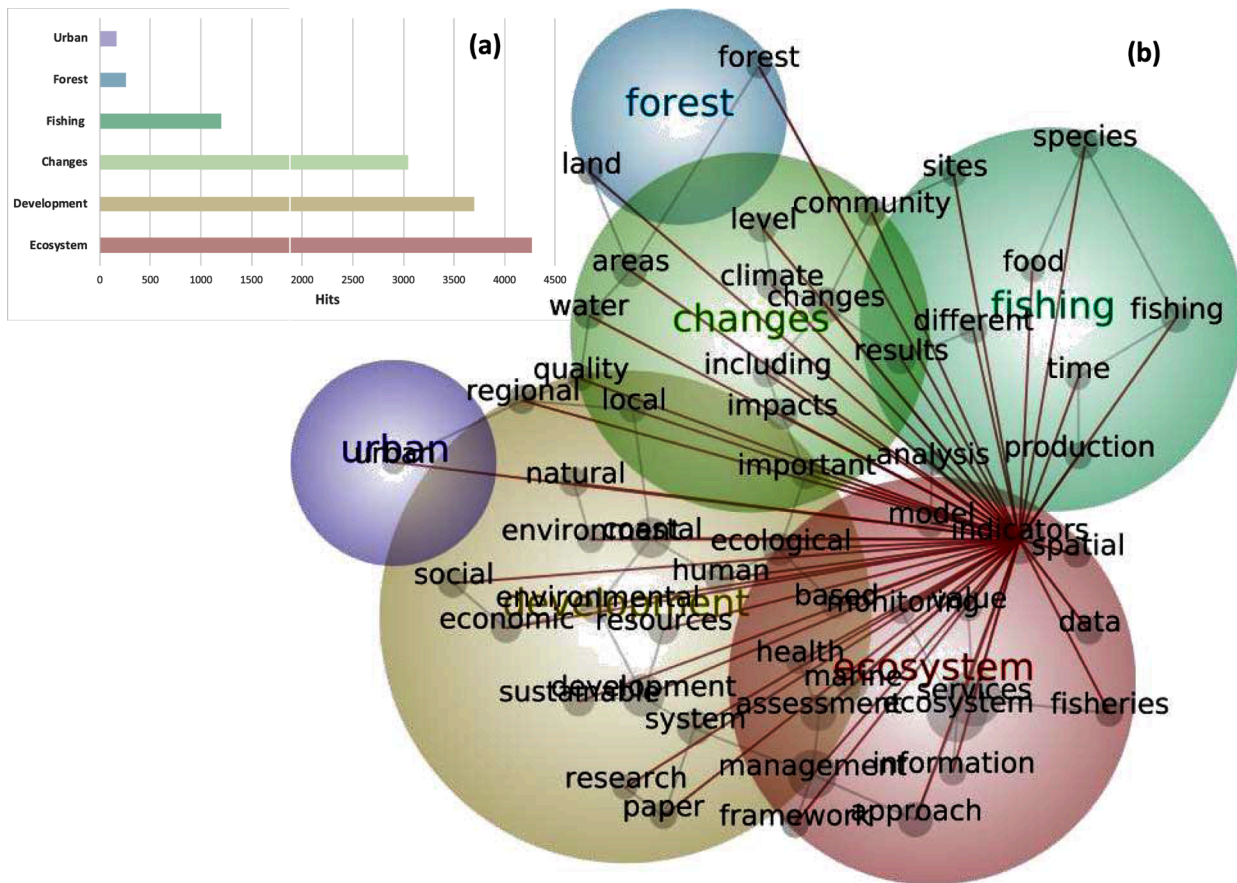 (a)
Urban
Forest
Fishing
Changes
Development
Ecosystem
0 500 1000 1500 2000 2500 3000 3500 4000 4500
Hits
(b)
forest
forest
species
sites
land
community
level
areas
food
climate
changes
water
changes
fishing
fishing
different
results
quality
including
time
regional
local
impacts
urban
urban
analysis
production
natural
important
model
environment
coastal
indicators
ecological
spatial
social
human
environmental
based
monitoring
value
development
economic
resources
data
health
ecosystem
marine
sustainable
development
services
assessment
ecosystem
fisheries
system
research
management
information
paper
framework
approach